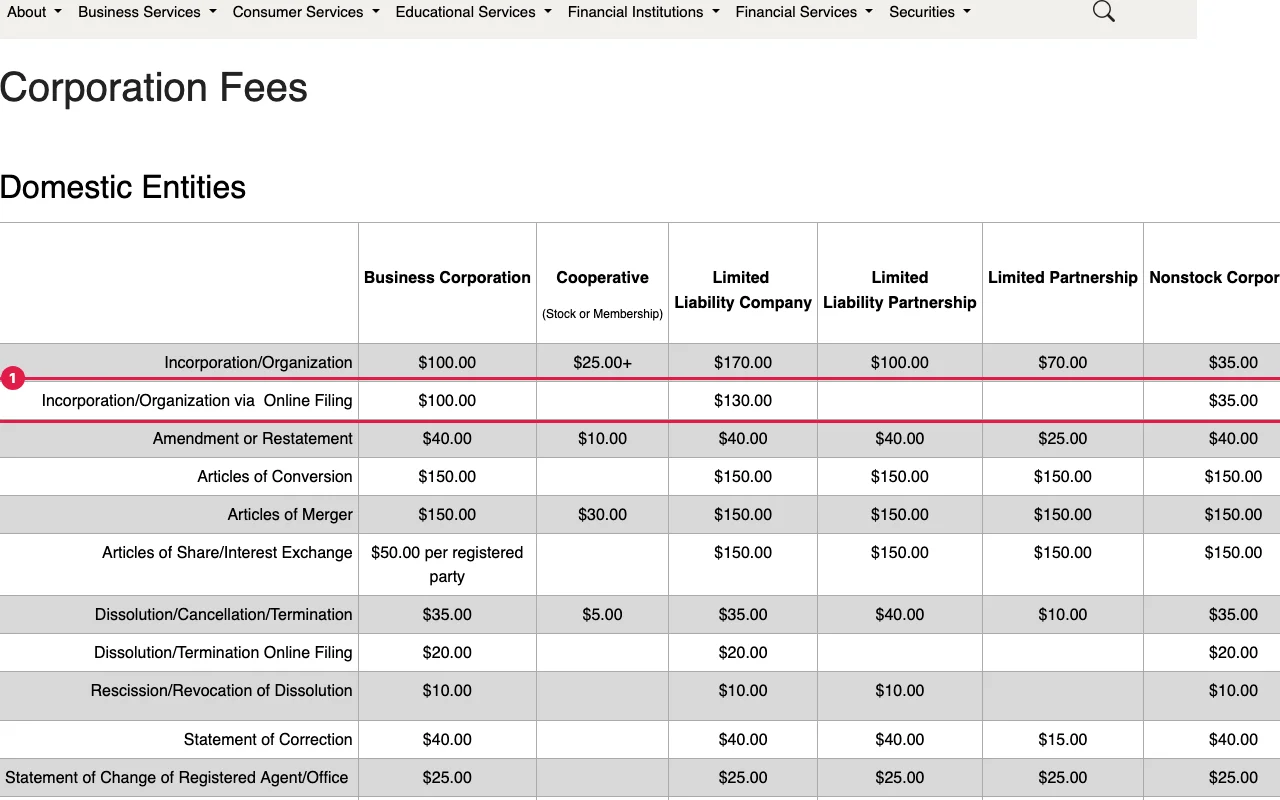 About Business Services Consumer Services Educational Services Financial Institutions Financial Services Securities
Corporation Fees
Domestic Entities
Business Corporation Cooperative Limited Limited Limited Partnership Nonstock Corpor
(Stock or Membership) Liability Company Liability Partnership
Incorporation/Organization $100.00 $25.00+ $170.00 $100.00 $70.00 $35.00
1
Incorporation/Organization via Online Filing $100.00 $130.00 $35.00
Amendment or Restatement $40.00 $10.00 $40.00 $40.00 $25.00 $40.00
Articles of Conversion $150.00 $150.00 $150.00 $150.00 $150.00
Articles of Merger $150.00 $30.00 $150.00 $150.00 $150.00 $150.00
Articles of Share/Interest Exchange $50.00 per registered $150.00 $150.00 $150.00 $150.00
party
Dissolution/Cancellation/Termination $35.00 $5.00 $35.00 $40.00 $10.00 $35.00
Dissolution/Termination Online Filing $20.00 $20.00 $20.00
Rescission/Revocation of Dissolution $10.00 $10.00 $10.00 $10.00
Statement of Correction $40.00 $40.00 $40.00 $15.00 $40.00
Statement of Change of Registered Agent/Office $25.00 $25.00 $25.00 $25.00 $25.00